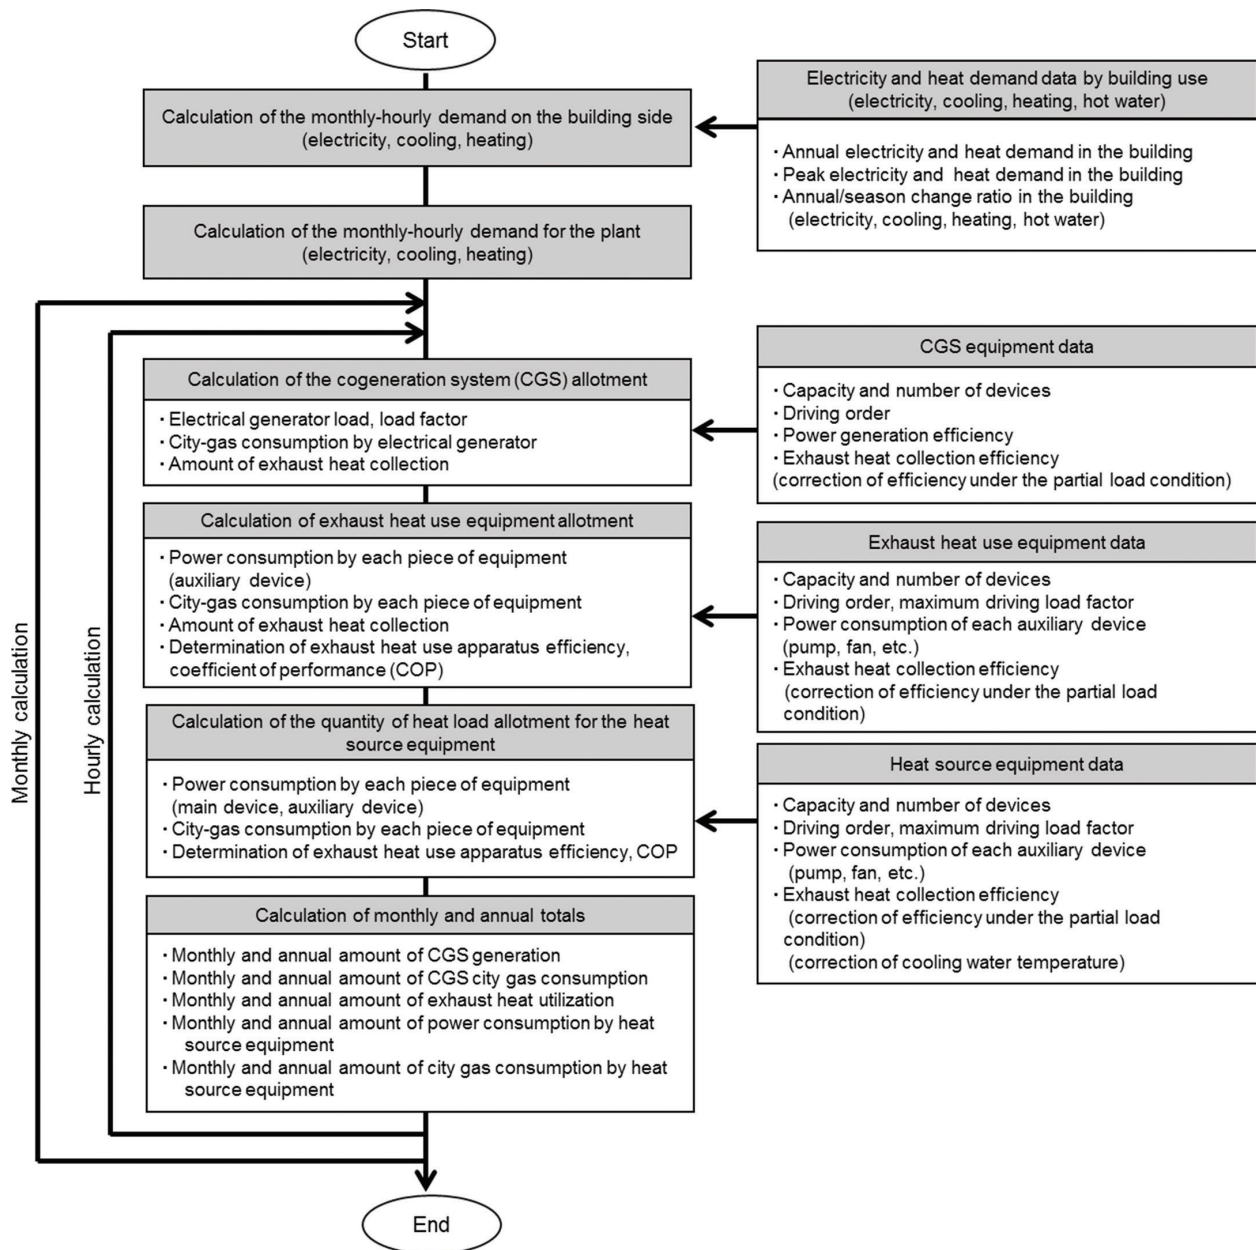 Start
Calculation of the monthly-hourly demand on the building side
(electricity, cooling, heating)
Electricity and heat demand data by building use
(electricity, cooling, heating, hot water)
・Annual electricity and heat demand in the building
・Peak electricity and heat demand in the building
・Annual/season change ratio in the building
(electricity, cooling, heating, hot water)
Calculation of the monthly-hourly demand for the plant
(electricity, cooling, heating)
Monthly calculation
Hourly calculation
Calculation of the cogeneration system (CGS) allotment
・Electrical generator load, load factor
・City-gas consumption by electrical generator
・Amount of exhaust heat collection
CGS equipment data
・Capacity and number of devices
・Driving order
・Power generation efficiency
・Exhaust heat collection efficiency
(correction of efficiency under the partial load condition)
Calculation of exhaust heat use equipment allotment
・Power consumption by each piece of equipment
(auxiliary device)
・City-gas consumption by each piece of equipment
・Amount of exhaust heat collection
・Determination of exhaust heat use apparatus efficiency,
coefficient of performance (COP)
Exhaust heat use equipment data
・Capacity and number of devices
・Driving order, maximum driving load factor
・Power consumption of each auxiliary device
(pump, fan, etc.)
・Exhaust heat collection efficiency
(correction of efficiency under the partial load
condition)
Calculation of the quantity of heat load allotment for the heat
source equipment
・Power consumption by each piece of equipment
(main device, auxiliary device)
・City-gas consumption by each piece of equipment
・Determination of exhaust heat use apparatus efficiency, COP
Heat source equipment data
・Capacity and number of devices
・Driving order, maximum driving load factor
・Power consumption of each auxiliary device
(pump, fan, etc.)
・Exhaust heat collection efficiency
(correction of efficiency under the partial load
condition)
(correction of cooling water temperature)
Calculation of monthly and annual totals
・Monthly and annual amount of CGS generation
・Monthly and annual amount of CGS city gas consumption
・Monthly and annual amount of exhaust heat utilization
・Monthly and annual amount of power consumption by heat
source equipment
・Monthly and annual amount of city gas consumption by heat
source equipment
End